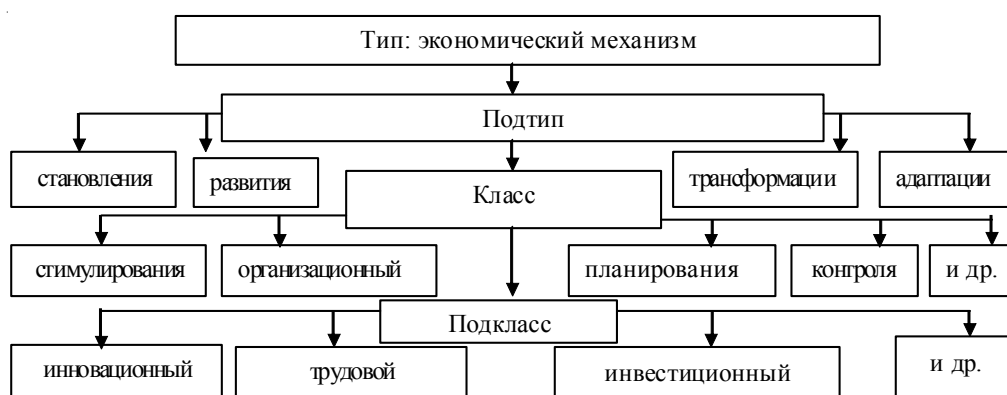 Тип: экономический механизм
Подтип
становления
развития
трансформации
адаптации
Класс
стимулирования
организационный
планирования
контроля
и др.
Подкласс
инновационный
трудовой
инвестиционный
и др.